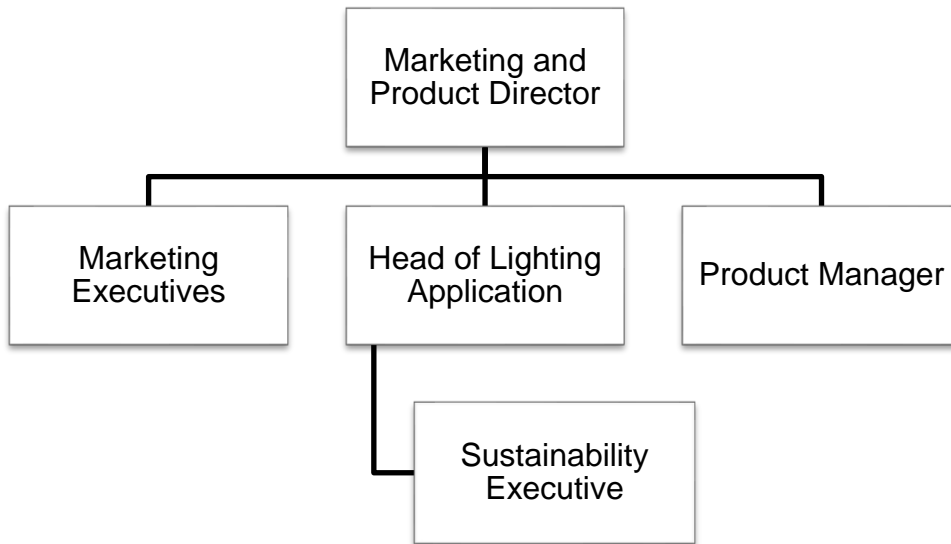 Marketing and
Product Director
Marketing
Executives
Head of Lighting
Application
Product Manager
Sustainability
Executive